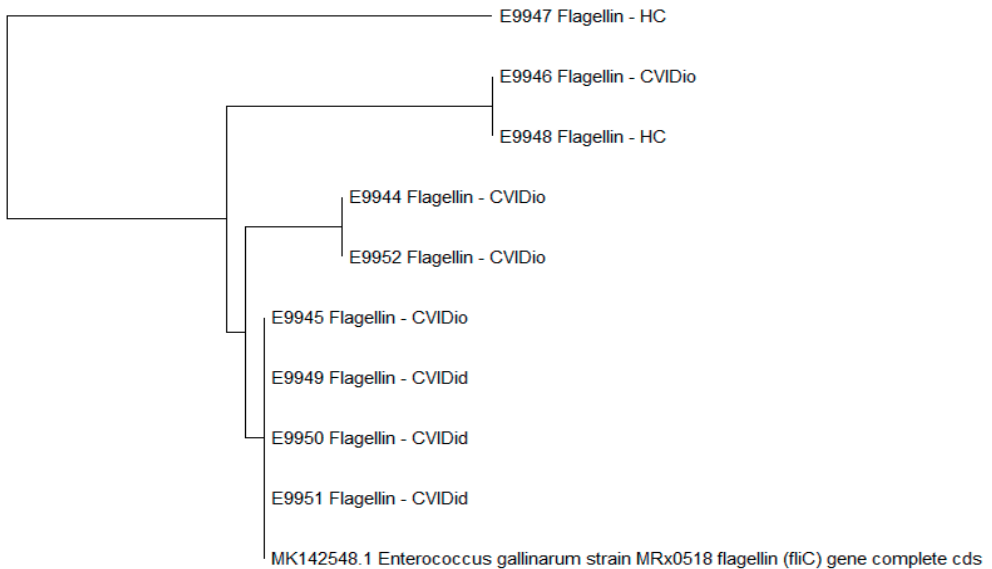 E9947 Flagellin - HC
E9946 Flagellin - CVIDio
E9948 Flagellin - HC
E9944 Flagellin - CVIDio
E9952 Flagellin - CVIDio
E9945 Flagellin - CVIDio
E9949 Flagellin - CVIDid
E9950 Flagellin - CVIDid
E9951 Flagellin - CVIDid
MK142548.1 Enterococcus gallinarum strain MRx0518 flagellin (fliC) gene complete cds